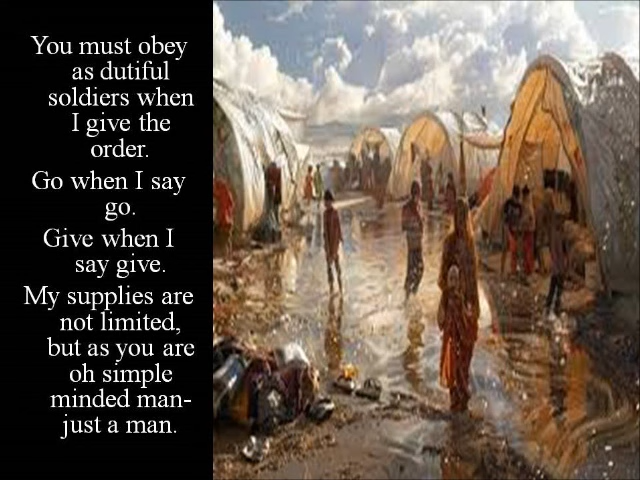 You must obey
as dutiful
soldiers when
I give the
order.
Go when I say
go.
Give when I
say give.
My supplies are
not limited,
but as you are
oh simple
minded man-
just a man.